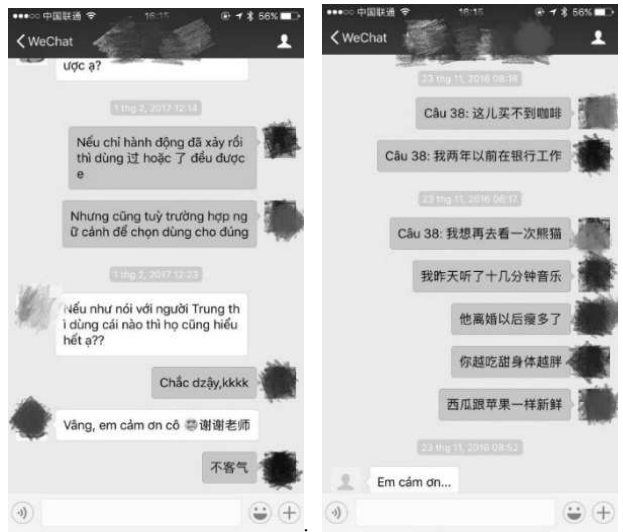 中国联通 16:15 56%
WeChat
ược ạ?
1 thg 2, 2017 12:14
Nếu chỉ hành động đã xảy rồi
thì dùng 过 hoặc 了 đều được
e
Nhưng cũng tuỳ trường hợp ng
ữ cảnh để chọn dùng cho đúng
1 thg 2, 2017 12:23
Nếu như nói với người Trung th
ì dùng cái nào thì họ cũng hiểu
hết ạ??
Chắc dzậy,kkkk
Vâng, em cảm ơn cô 谢谢老师
不客气
中国联通 16:15 56%
WeChat
23 thg 11, 2016 08:16
Câu 38: 这儿买不到咖啡
Câu 38: 我两年以前在银行工作
23 thg 11, 2016 08:17
Câu 38: 我想再去看一次熊猫
我昨天听了十几分钟音乐
他离婚以后瘦多了
你越吃甜身体越胖
西瓜跟苹果一样新鲜
23 thg 11, 2016 08:52
Em cảm ơn...